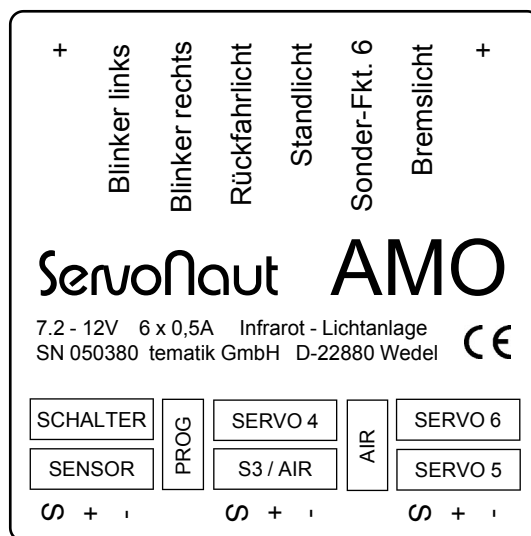 +
Blinker links
Blinker rechts
Rückfahrlicht
Standlicht
Sonder-Fkt. 6
Bremslicht
+
ServoNaut AMO
7.2 - 12V 6 x 0,5A Infrarot - Lichtanlage
SN 050380 tematik GmbH D-22880 Wedel CE
SCHALTER
SENSOR
PROG
SERVO 4
S3 / AIR
AIR
SERVO 6
SERVO 5
S + -
S + -
S + -